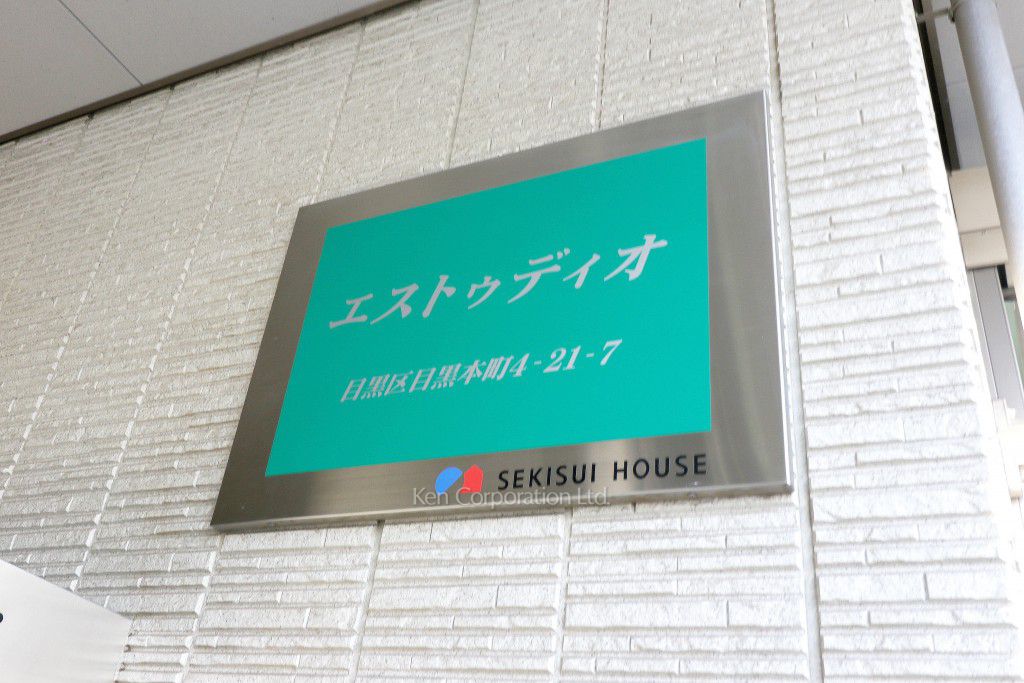 エストゥディオ
目黒区目黒本町4-21-7
SEKISUI HOUSE
Ken Corporation Ltd.